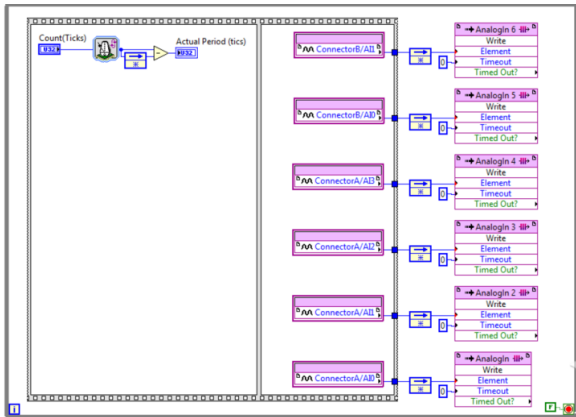 Count(Ticks)
U32
Actual Period (tics)
U32
ConnectorB/AI1
0
AnalogIn 6
Write
Element
Timeout
Timed Out?
ConnectorB/AI0
0
AnalogIn 5
Write
Element
Timeout
Timed Out?
ConnectorA/AI3
0
AnalogIn 4
Write
Element
Timeout
Timed Out?
ConnectorA/AI2
0
AnalogIn 3
Write
Element
Timeout
Timed Out?
ConnectorA/AI1
0
AnalogIn 2
Write
Element
Timeout
Timed Out?
ConnectorA/AI0
0
AnalogIn
Write
Element
Timeout
Timed Out?
i
F